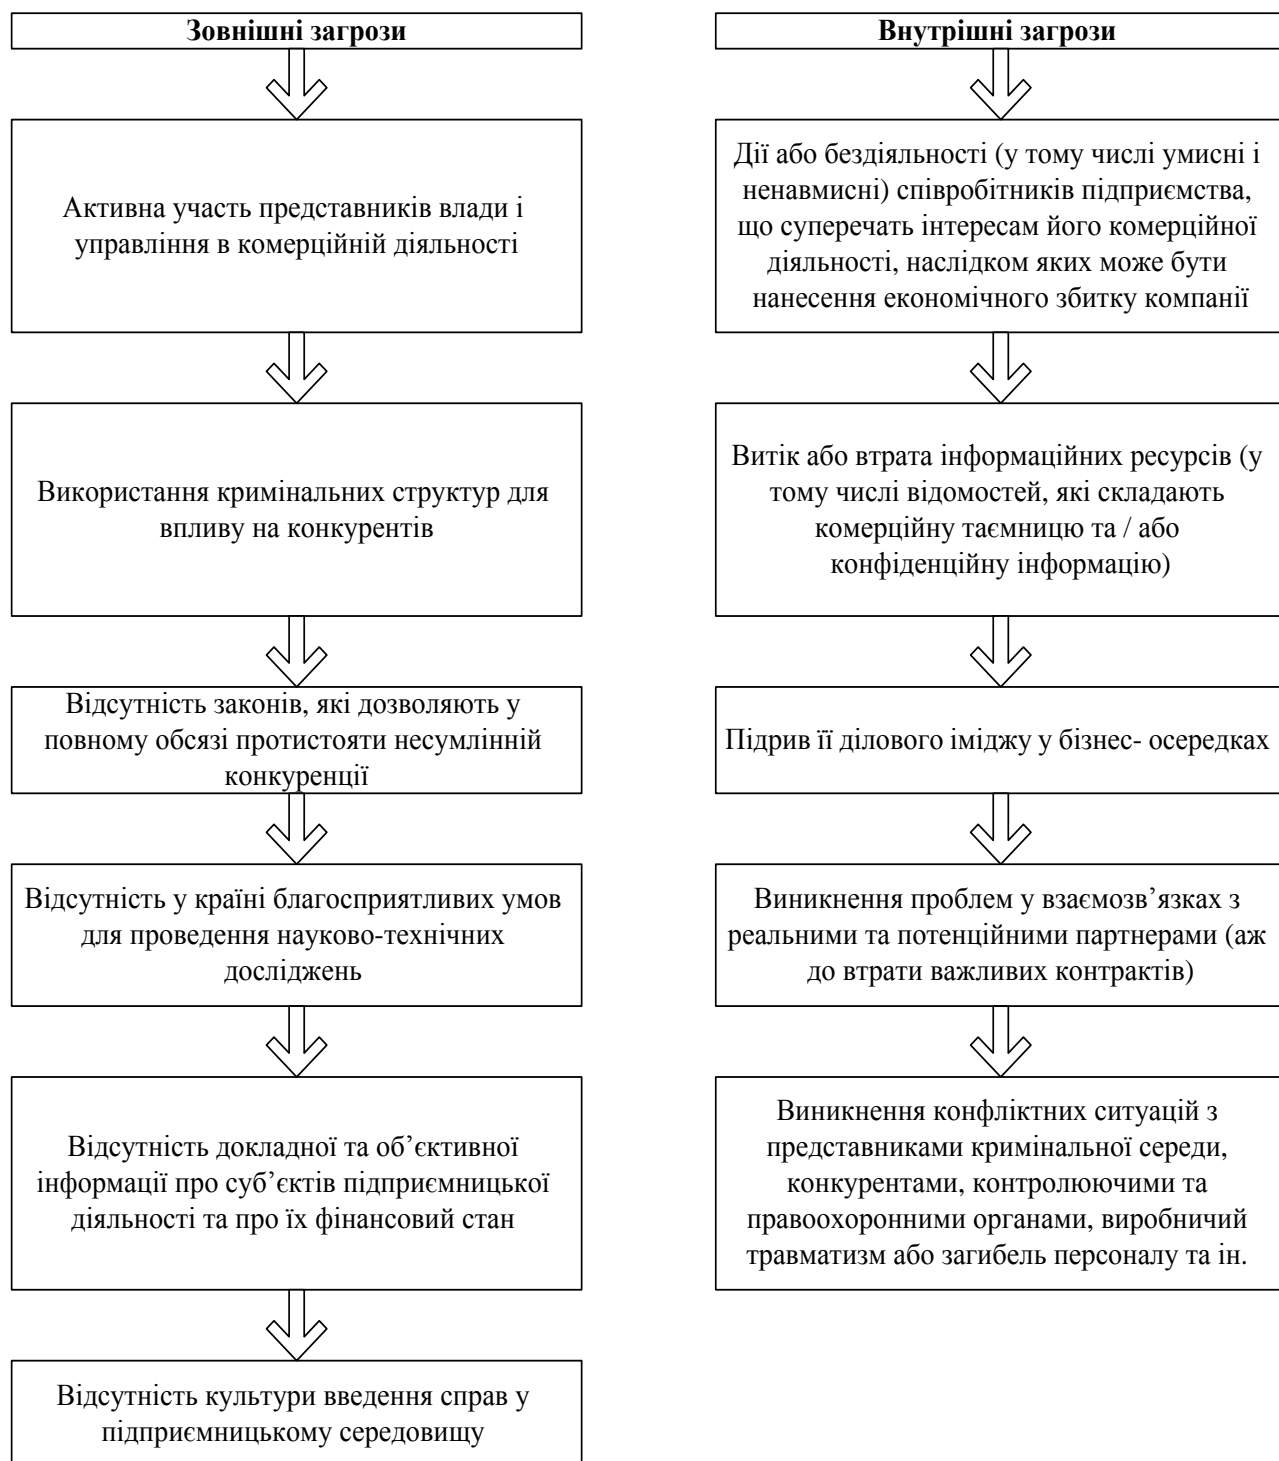 Зовнішні загрози
Активна участь представників влади і
управління в комерційній діяльності
Використання кримінальних структур для
впливу на конкурентів
Відсутність законів, які дозволяють у
повному обсязі протистояти несумлінній
конкуренції
Відсутність у країні благосприятливих умов
для проведення науково-технічних
досліджень
Відсутність докладної та об’єктивної
інформації про суб’єктів підприємницької
діяльності та про їх фінансовий стан
Відсутність культури введення справ у
підприємницькому середовищу
Внутрішні загрози
Дії або бездіяльності (у тому числі умисні і
ненавмисні) співробітників підприємства,
що суперечать інтересам його комерційної
діяльності, наслідком яких може бути
нанесення економічного збитку компанії
Витік або втрата інформаційних ресурсів (у
тому числі відомостей, які складають
комерційну таємницю та / або
конфіденційну інформацію)
Підрив її ділового іміджу у бізнес- осередках
Виникнення проблем у взаємозв’язках з
реальними та потенційними партнерами (аж
до втрати важливих контрактів)
Виникнення конфліктних ситуацій з
представниками кримінальної середи,
конкурентами, контролюючими та
правоохоронними органами, виробничий
травматизм або загибель персоналу та ін.